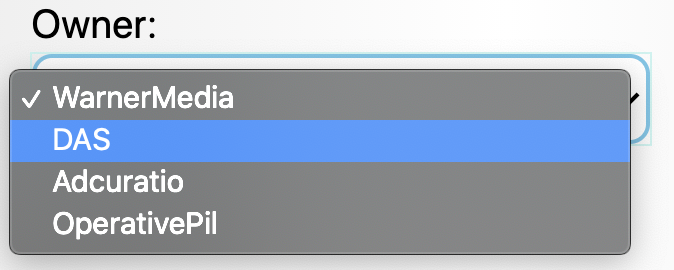 Owner:
✓ WarnerMedia
DAS
Adcuratio
OperativePil